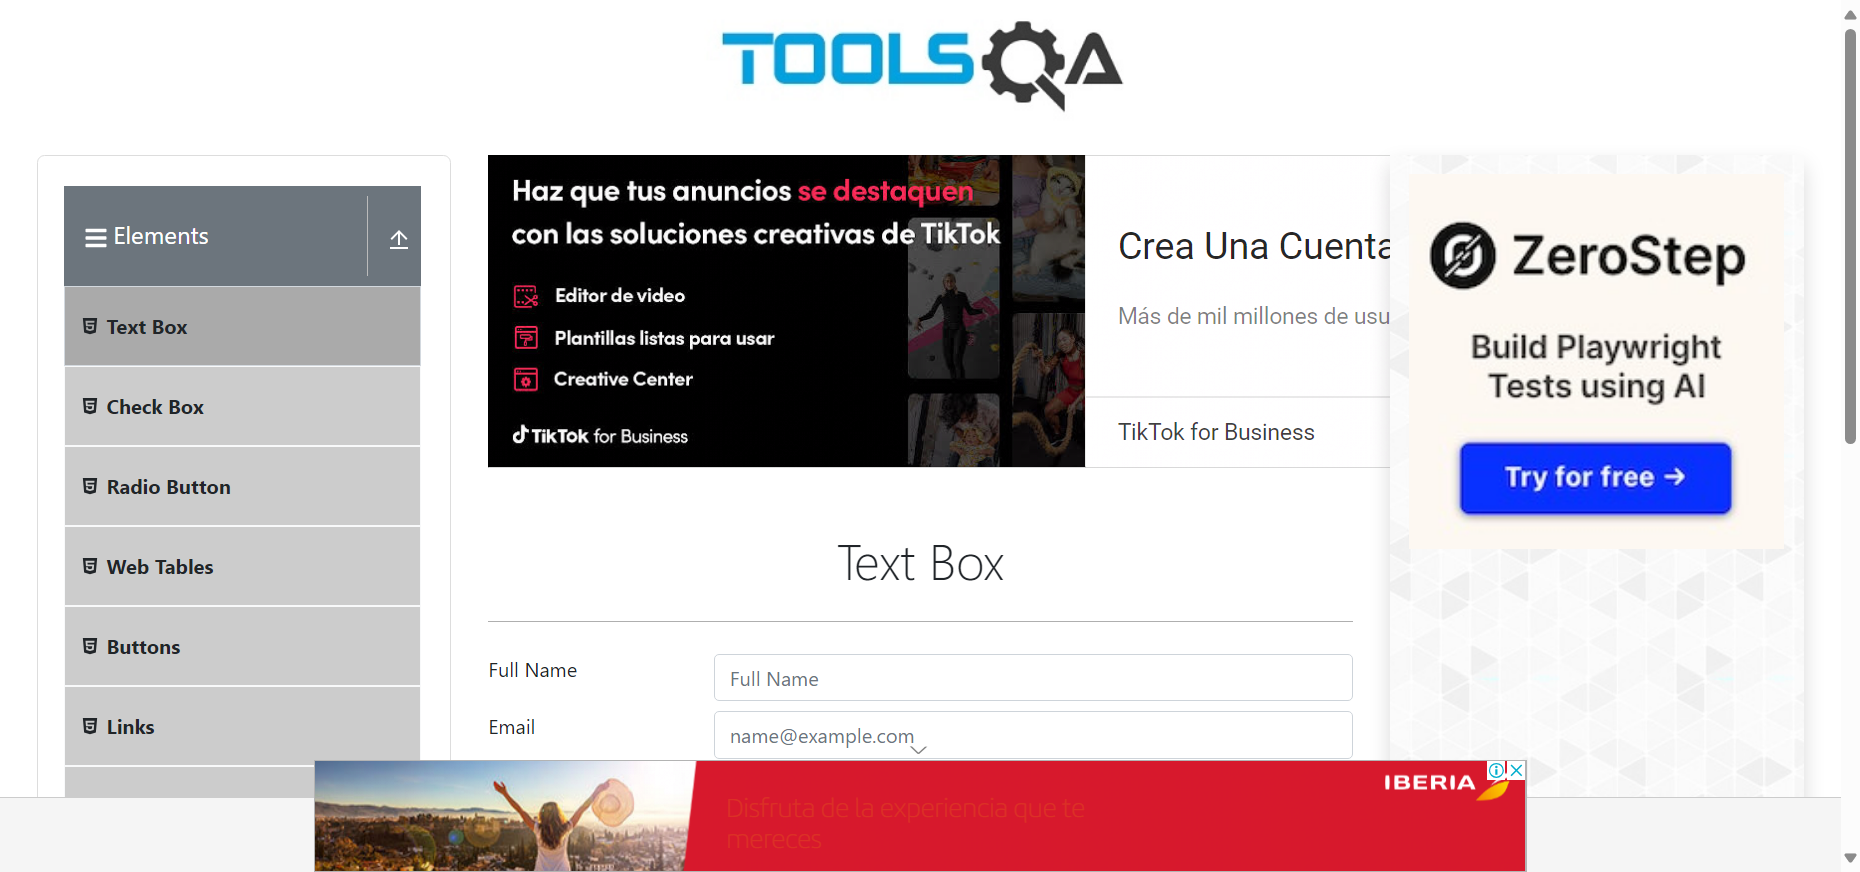 TOOLSQA
Elements
Text Box
Check Box
Radio Button
Web Tables
Buttons
Links
Haz que tus anuncios se destaquen
con las soluciones creativas de TikTok
Editor de video
Plantillas listas para usar
Creative Center
TikTok for Business
Crea Una Cuenta
Más de mil millones de usu
TikTok for Business
ZeroStep
Build Playwright
Tests using AI
Try for free →
Text Box
Full Name
Full Name
Email
name@example.com
Disfruta de la experiencia que te
mereces
IBERIA